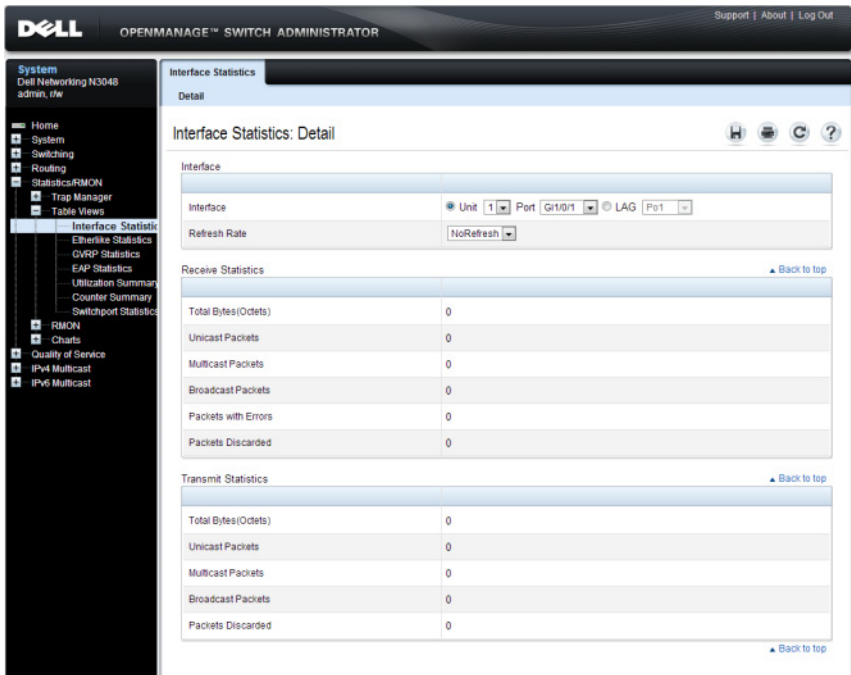 DELL
OPENMANAGE™ SWITCH ADMINISTRATOR
Support | About | Log Out
System
Dell Networking N3048
admin, r/w
Home
System
Switching
Routing
Statistics/RMON
Trap Manager
Table Views
Interface Statistic
Etherlike Statistics
GVRP Statistics
EAP Statistics
Utilization Summary
Counter Summary
Switchport Statistics
RMON
Charts
Quality of Service
IPv4 Multicast
IPv6 Multicast
Interface Statistics
Detail
Interface Statistics: Detail
Interface
Interface Unit 1 Port Gi1/0/1 LAG Po1
Refresh Rate NoRefresh
Receive Statistics Back to top
Total Bytes(Octets) 0
Unicast Packets 0
Multicast Packets 0
Broadcast Packets 0
Packets with Errors 0
Packets Discarded 0
Transmit Statistics Back to top
Total Bytes(Octets) 0
Unicast Packets 0
Multicast Packets 0
Broadcast Packets 0
Packets Discarded 0
Back to top